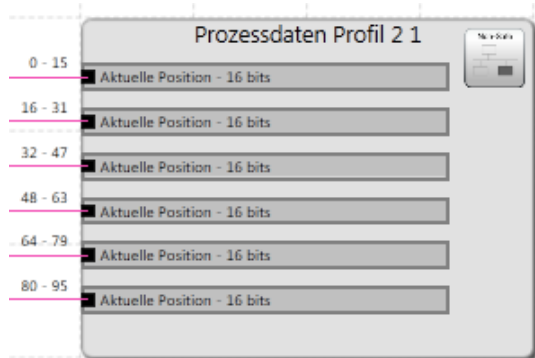 Prozessdaten Profil 2 1
0 - 15
Aktuelle Position - 16 bits
16 - 31
Aktuelle Position - 16 bits
32 - 47
Aktuelle Position - 16 bits
48 - 63
Aktuelle Position - 16 bits
64 - 79
Aktuelle Position - 16 bits
80 - 95
Aktuelle Position - 16 bits